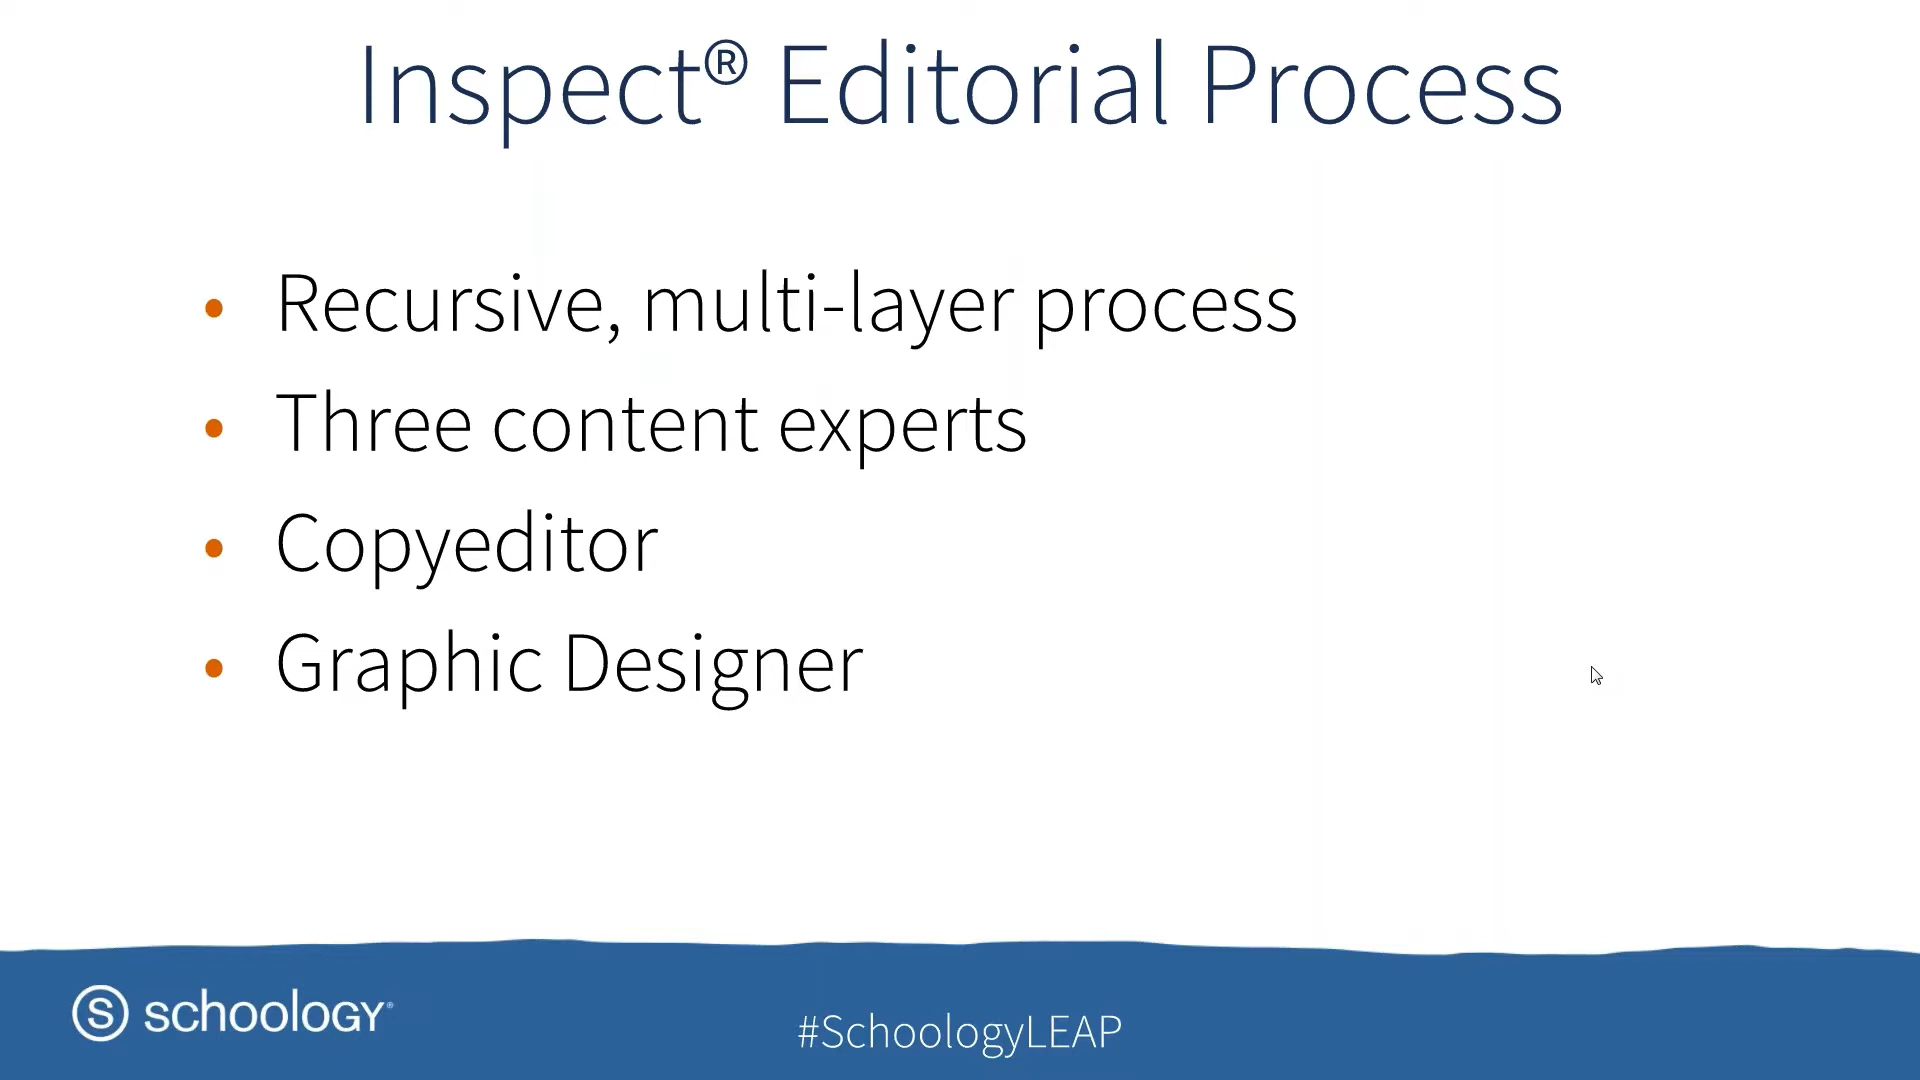 Inspect® Editorial Process
• Recursive, multi-layer process
• Three content experts
• Copyeditor
• Graphic Designer
S schoology®
#SchoologyLEAP